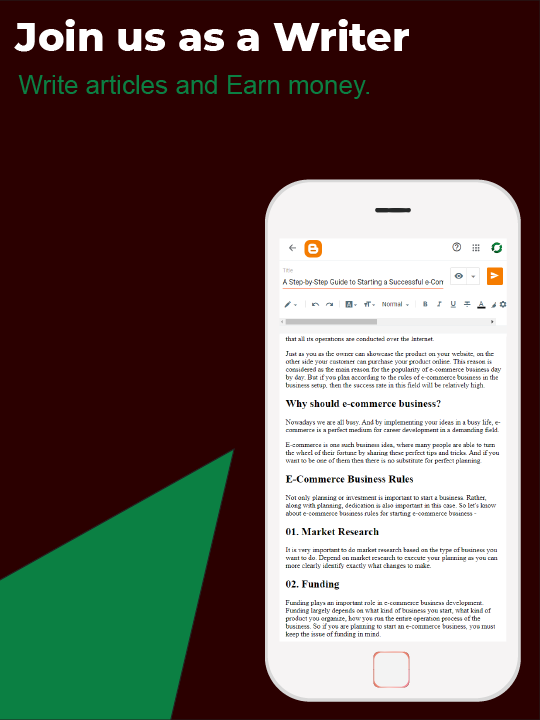 Join us as a Writer
Write articles and Earn money.
Title
A Step-by-Step Guide to Starting a Successful e-Com
Normal
B I U T A
that all its operations are conducted over the Internet.
Just as you as the owner can showcase the product on your website, on the
other side your customer can purchase your product online. This reason is
considered as the main reason for the popularity of e-commerce business day
by day. But if you plan according to the rules of e-commerce business in the
business setup, then the success rate in this field will be relatively high.
Why should e-commerce business?
Nowadays we are all busy. And by implementing your ideas in a busy life, e-
commerce is a perfect medium for career development in a demanding field.
E-commerce is one such business idea, where many people are able to turn
the wheel of their fortune by sharing these perfect tips and tricks. And if you
want to be one of them then there is no substitute for perfect planning.
E-Commerce Business Rules
Not only planning or investment is important to start a business. Rather,
along with planning, dedication is also important in this case. So let's know
about e-commerce business rules for starting e-commerce business -
01. Market Research
It is very important to do market research based on the type of business you
want to do. Depend on market research to execute your planning as you can
more clearly identify exactly what changes to make.
02. Funding
Funding plays an important role in e-commerce business development.
Funding largely depends on what kind of business you start, what kind of
product you organize, how you run the entire operation process of the
business. So if you are planning to start an e-commerce business, you must
keep the issue of funding in mind.